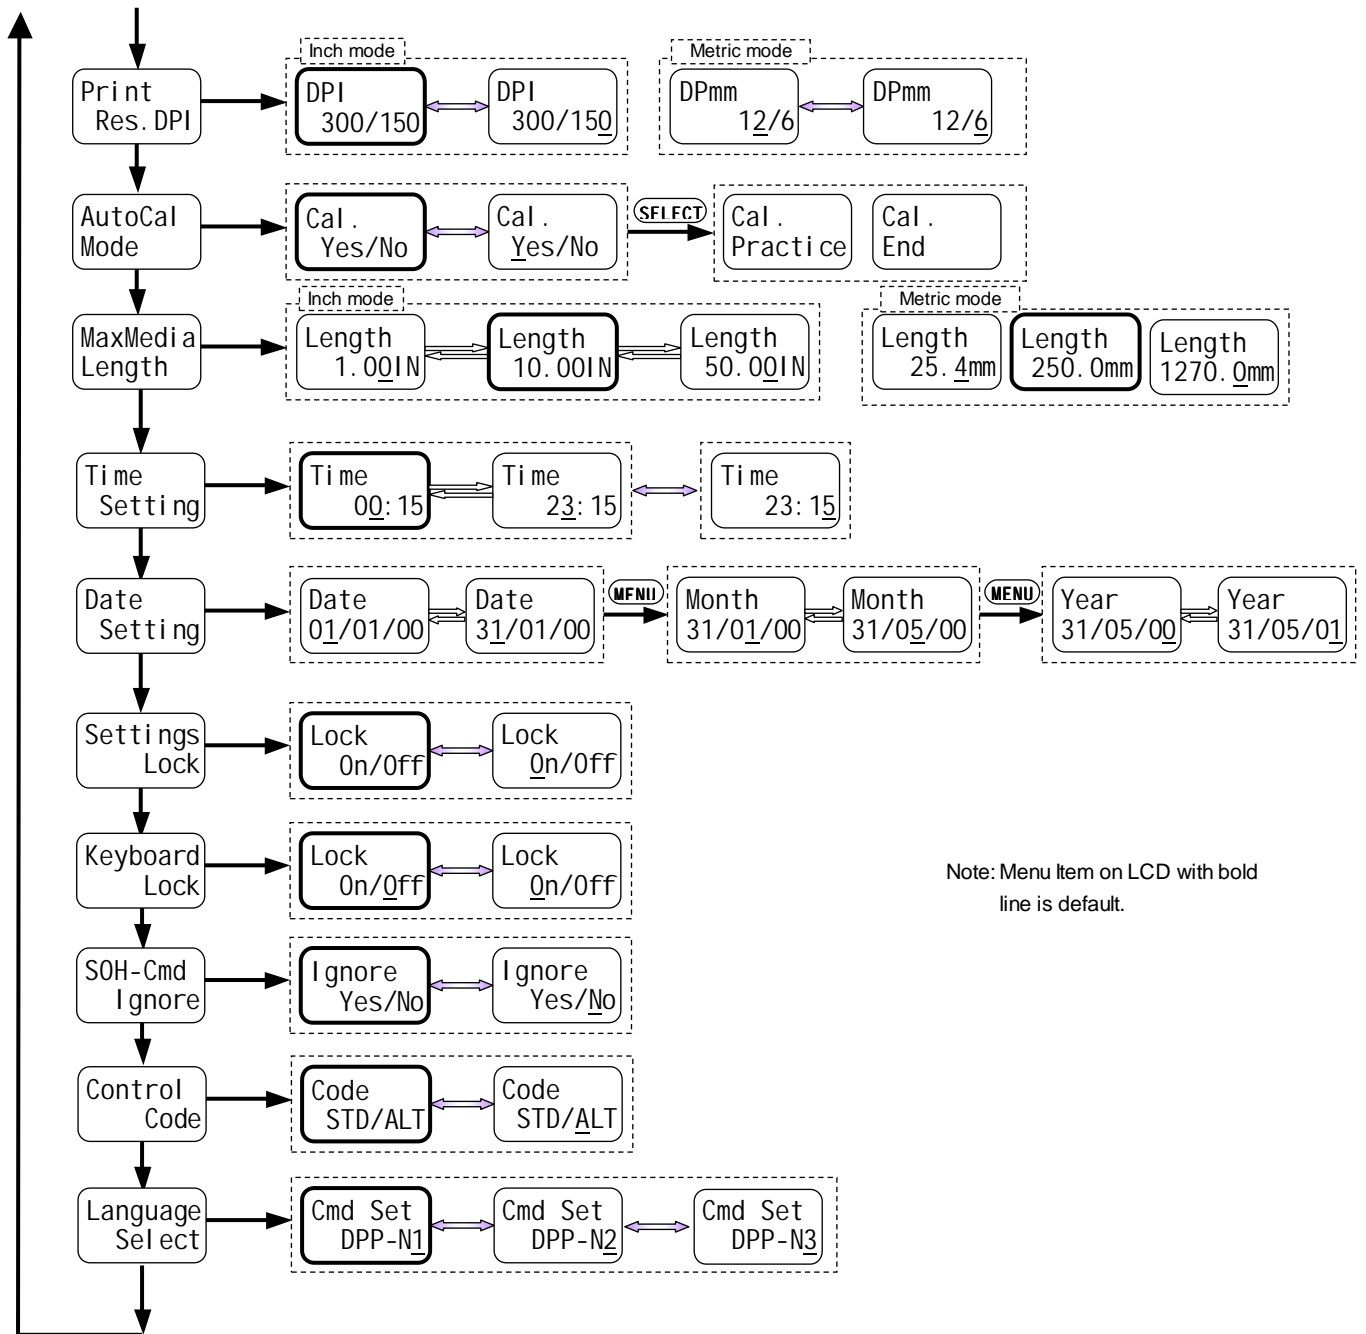 Inch mode
Metric mode
Print
Res.DPI
DPI
300/150
DPI
300/150
DPmm
12/6
DPmm
12/6
AutoCal
Mode
Cal.
Yes/No
Cal.
Yes/No
SELECT
Cal.
Practice
Cal.
End
Inch mode
Metric mode
MaxMedia
Length
Length
1.00IN
Length
10.00IN
Length
50.00IN
Length
25.4mm
Length
250.0mm
Length
1270.0mm
Time
Setting
Time
00:15
Time
23:15
Time
23:15
Date
Setting
Date
01/01/00
Date
31/01/00
MENU
Month
31/01/00
Month
31/05/00
MENU
Year
31/05/00
Year
31/05/01
Settings
Lock
Lock
On/Off
Lock
On/Off
Keyboard
Lock
Lock
On/Off
Lock
On/Off
Note: Menu Item on LCD with bold
line is default.
SOH-Cmd
Ignore
Ignore
Yes/No
Ignore
Yes/No
Control
Code
Code
STD/ALT
Code
STD/ALT
Language
Select
Cmd Set
DPP-N1
Cmd Set
DPP-N2
Cmd Set
DPP-N3